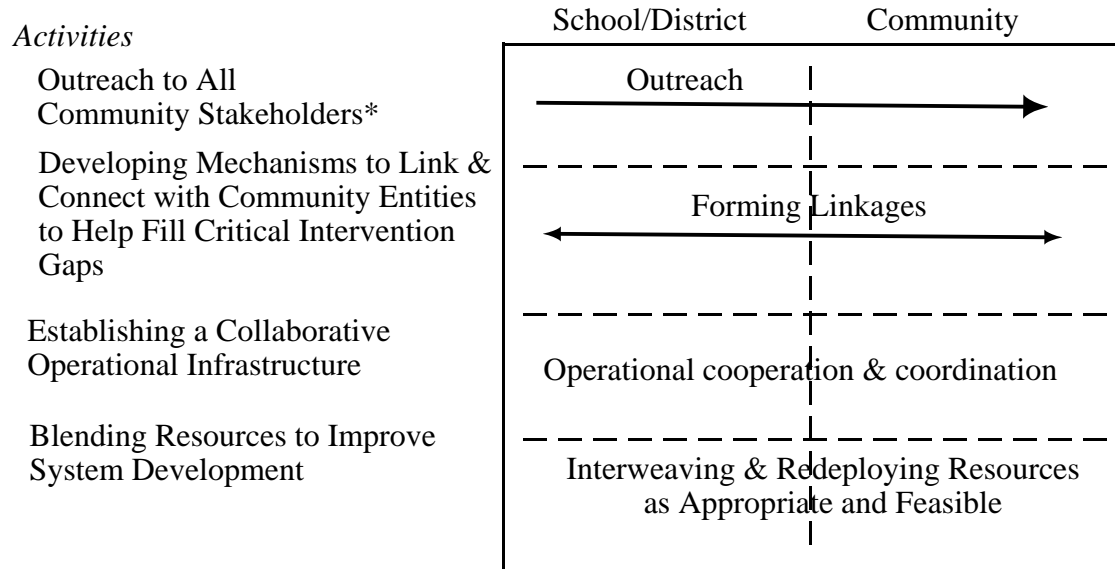 School/District Community
Activities
Outreach to All
Community Stakeholders*
Outreach
Developing Mechanisms to Link &
Connect with Community Entities
to Help Fill Critical Intervention
Gaps
Forming Linkages
Establishing a Collaborative
Operational Infrastructure
Operational cooperation & coordination
Blending Resources to Improve
System Development
Interweaving & Redeploying Resources
as Appropriate and Feasible